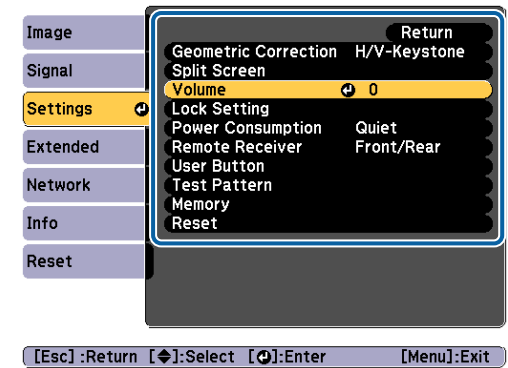 Image
Signal
Settings
Extended
Network
Info
Reset
Return
Geometric Correction H/V-Keystone
Split Screen
Volume 0
Lock Setting
Power Consumption Quiet
Remote Receiver Front/Rear
User Button
Test Pattern
Memory
Reset
[Esc] :Return [◆]:Select [⏎]:Enter [Menu]:Exit